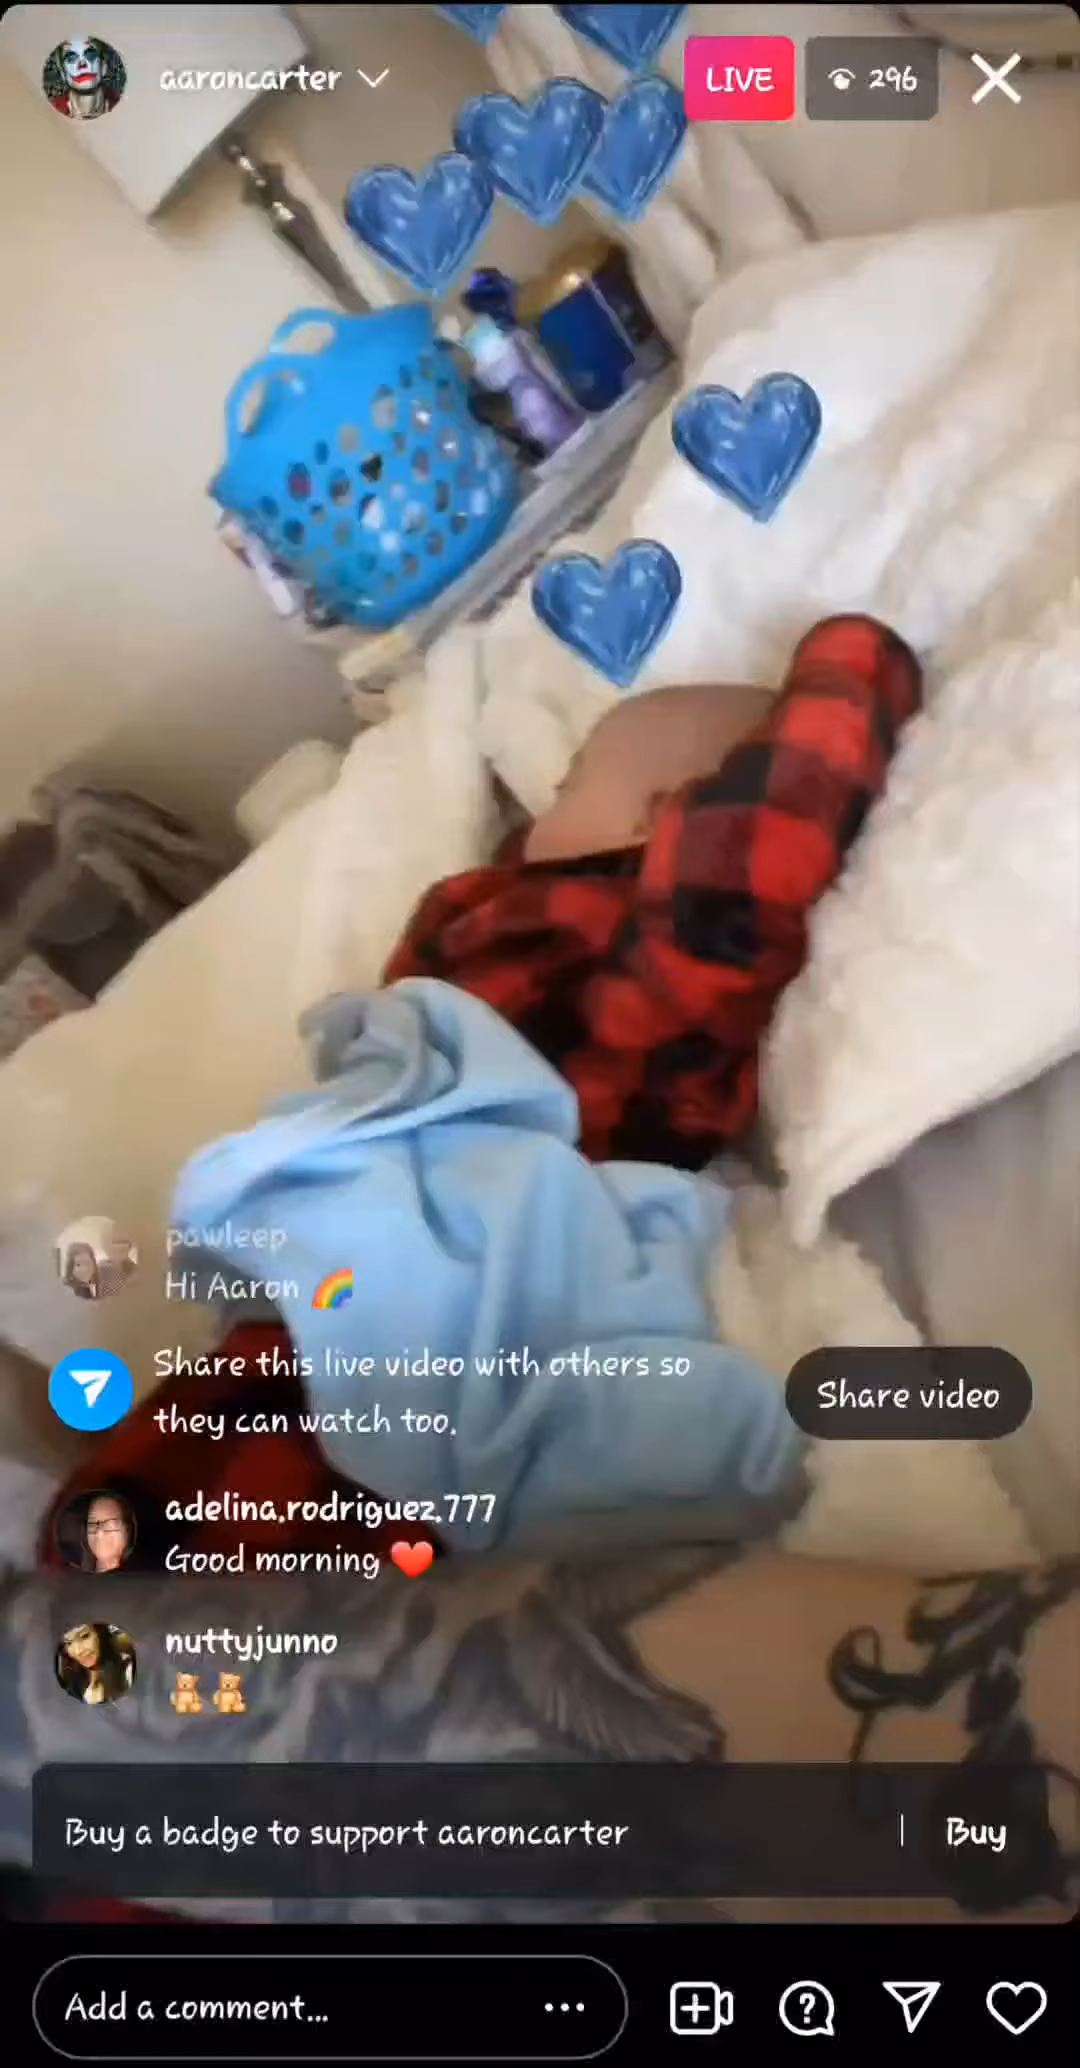 aaroncarter
LIVE
296
pawleep
Hi Aaron 🌈
Share this live video with others so
they can watch too.
Share video
adelina.rodriguez.777
Good morning ❤️
nuttyjunno
🧸🧸
Buy a badge to support aaroncarter
Buy
Add a comment...